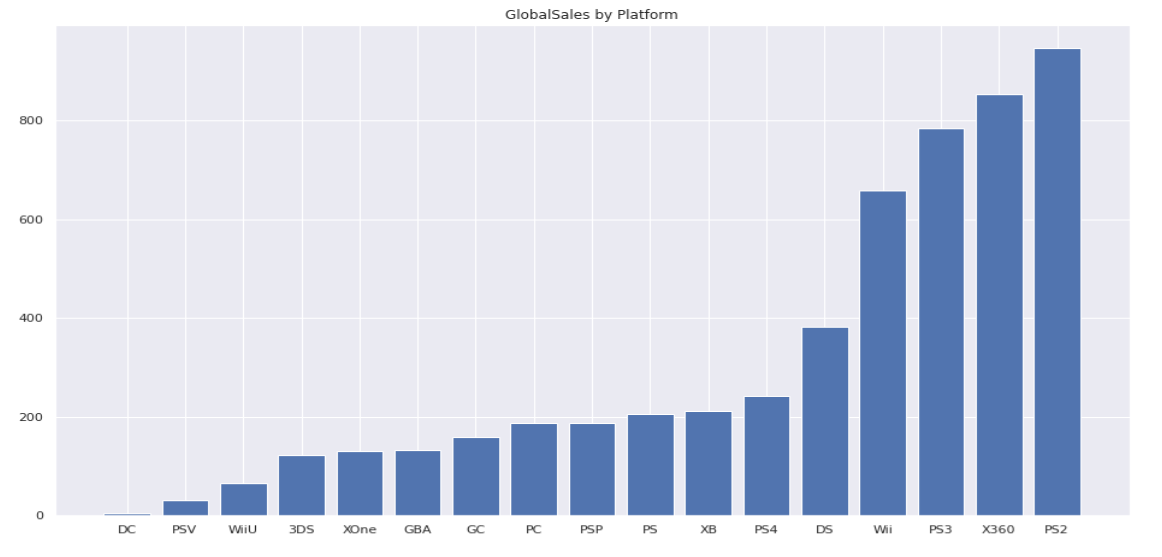 GlobalSales by Platform
800
600
400
200
0
DC PSV WiiU 3DS XOne GBA GC PC PSP PS XB PS4 DS Wii PS3 X360 PS2